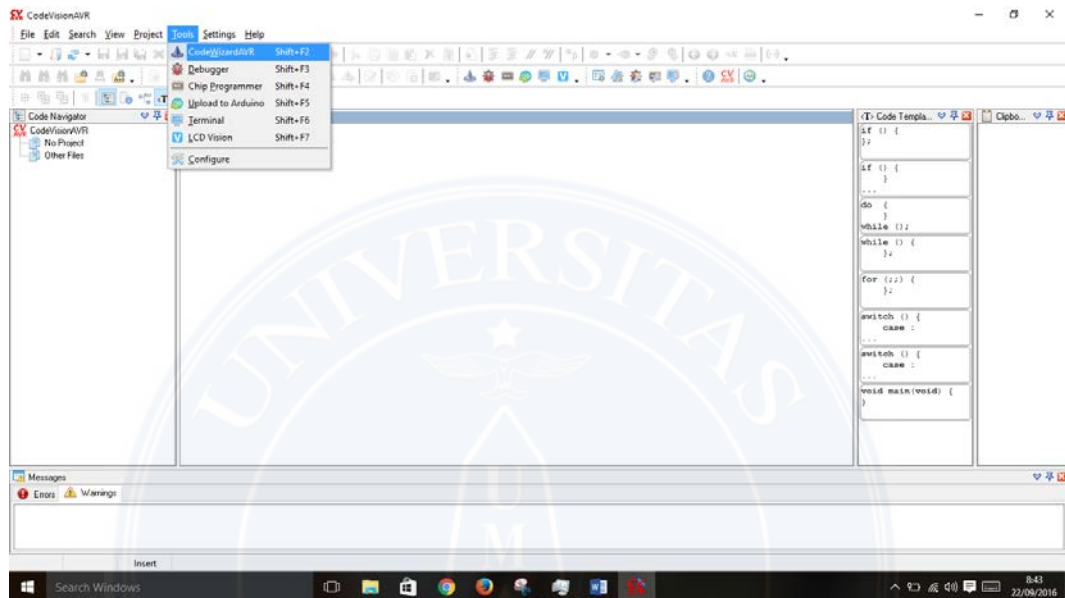 CodeVisionAVR
File Edit Search View Project Tools Settings Help
CodeWizardAVR Shift+F2
Debugger Shift+F3
Chip Programmer Shift+F4
Upload to Arduino Shift+F5
Terminal Shift+F6
LCD Vision Shift+F7
Configure
Code Navigator
CodeVisionAVR
No Project
Other Files
Code Templa...
Clipbo...
if () {
};
if () {
}
...
do {
}
while ();
while () {
};
for (;;) {
};
switch () {
case :
...
switch () {
case :
...
void main(void) {
}
UNIVERSITAS
U
M
Messages
Errors Warnings
Insert
Search Windows
8:43
22/09/2016